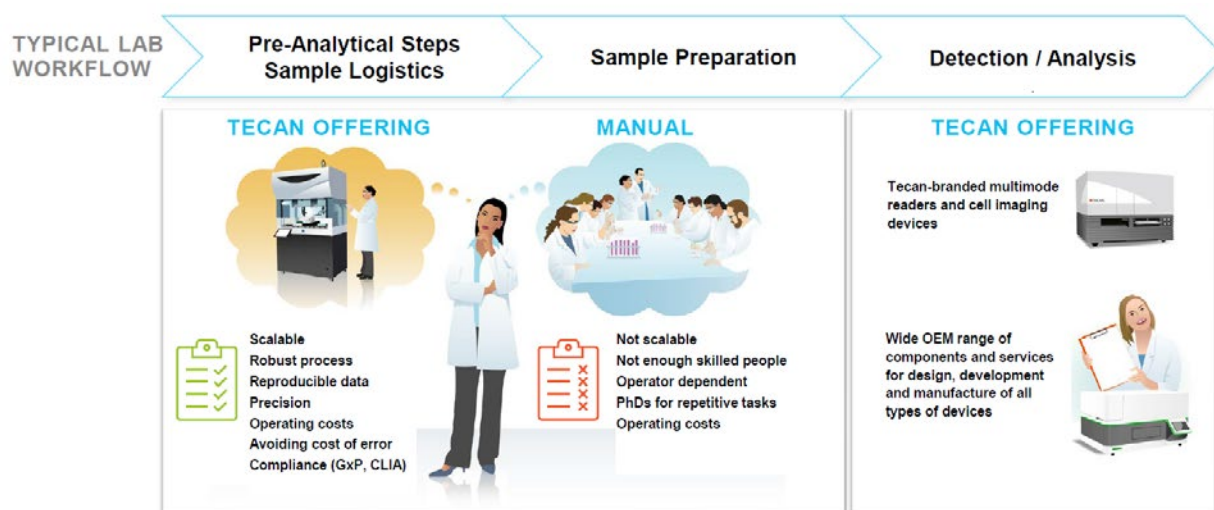 TYPICAL LAB
WORKFLOW
Pre-Analytical Steps
Sample Logistics
Sample Preparation
Detection / Analysis
TECAN OFFERING
Scalable
Robust process
Reproducible data
Precision
Operating costs
Avoiding cost of error
Compliance (GxP, CLIA)
MANUAL
Not scalable
Not enough skilled people
Operator dependent
PhDs for repetitive tasks
Operating costs
TECAN OFFERING
Tecan-branded multimode
readers and cell imaging
devices
Wide OEM range of
components and services
for design, development
and manufacture of all
types of devices